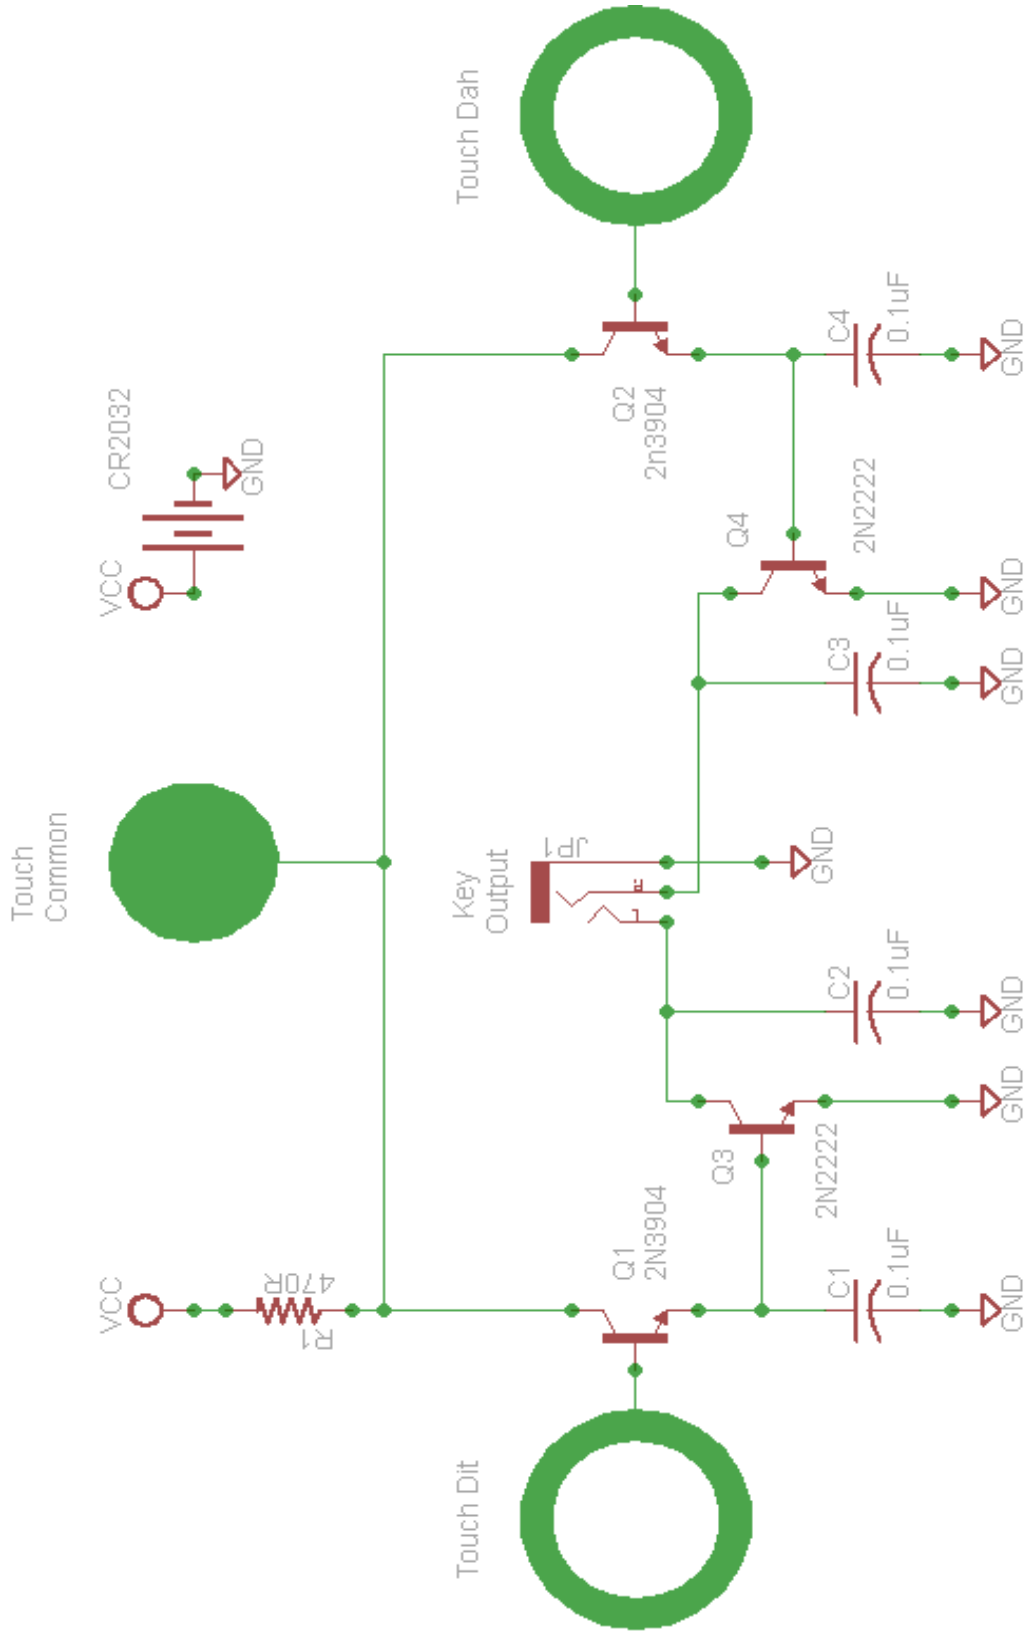 Touch
Common
VCC
470R
R1
VCC
CR2032
GND
Touch Dit
Q1
2N3904
Key
Output
JP1
L
R
Q2
2n3904
Touch Dah
Q3
2N2222
Q4
2N2222
C1
0.1uF
GND
GND
C2
0.1uF
GND
GND
C3
0.1uF
GND
GND
C4
0.1uF
GND